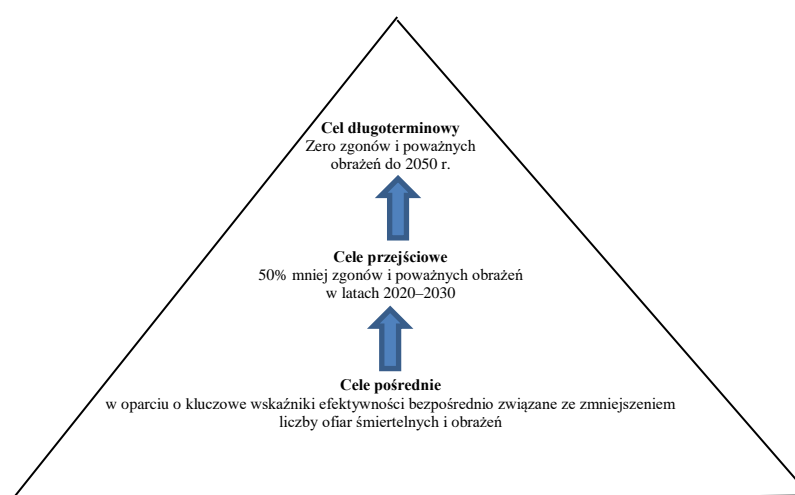 Cel długoterminowy
Zero zgonów i poważnych
obrażeń do 2050 r.
Cele przejściowe
50% mniej zgonów i poważnych obrażeń
w latach 2020–2030
Cele pośrednie
w oparciu o kluczowe wskaźniki efektywności bezpośrednio związane ze zmniejszeniem
liczby ofiar śmiertelnych i obrażeń